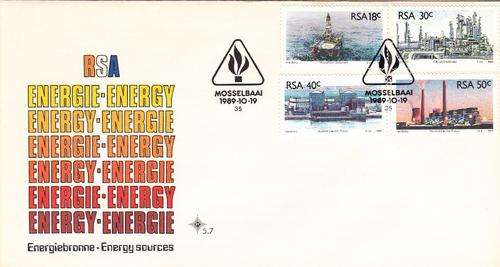 RSA
ENERGIE·ENERGY
ENERGY·ENERGIE
ENERGIE·ENERGY
ENERGY·ENERGIE
ENERGIE·ENERGY
ENERGY·ENERGIE
Energiebronne · Energy sources
5.7
MOSSELBAAI
1989-10-19
35
RSA 18c
RSA 30c
RSA 40c
RSA 50c
MOSSELBAAI
1989-10-19
35